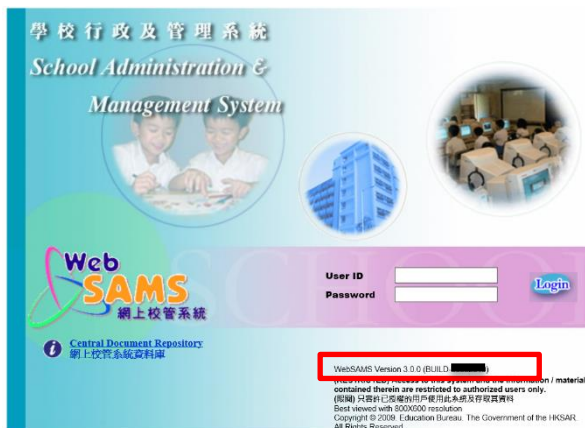 學校行政及管理系統
School Administration &
Management System
Web
SAMS
網上校管系統
User ID
Password
Login
Central Document Repository
網上校管系統資料庫
WebSAMS Version 3.0.0 (BUILD- )
(RESTRICTED) Access to this system and the information / material
contained therein are restricted to authorized users only.
(限閱) 只容許已授權的用戶使用此系統及存取其資料
Best viewed with 800X600 resolution
Copyright © 2009. Education Bureau. The Government of the HKSAR.
All Rights Reserved.